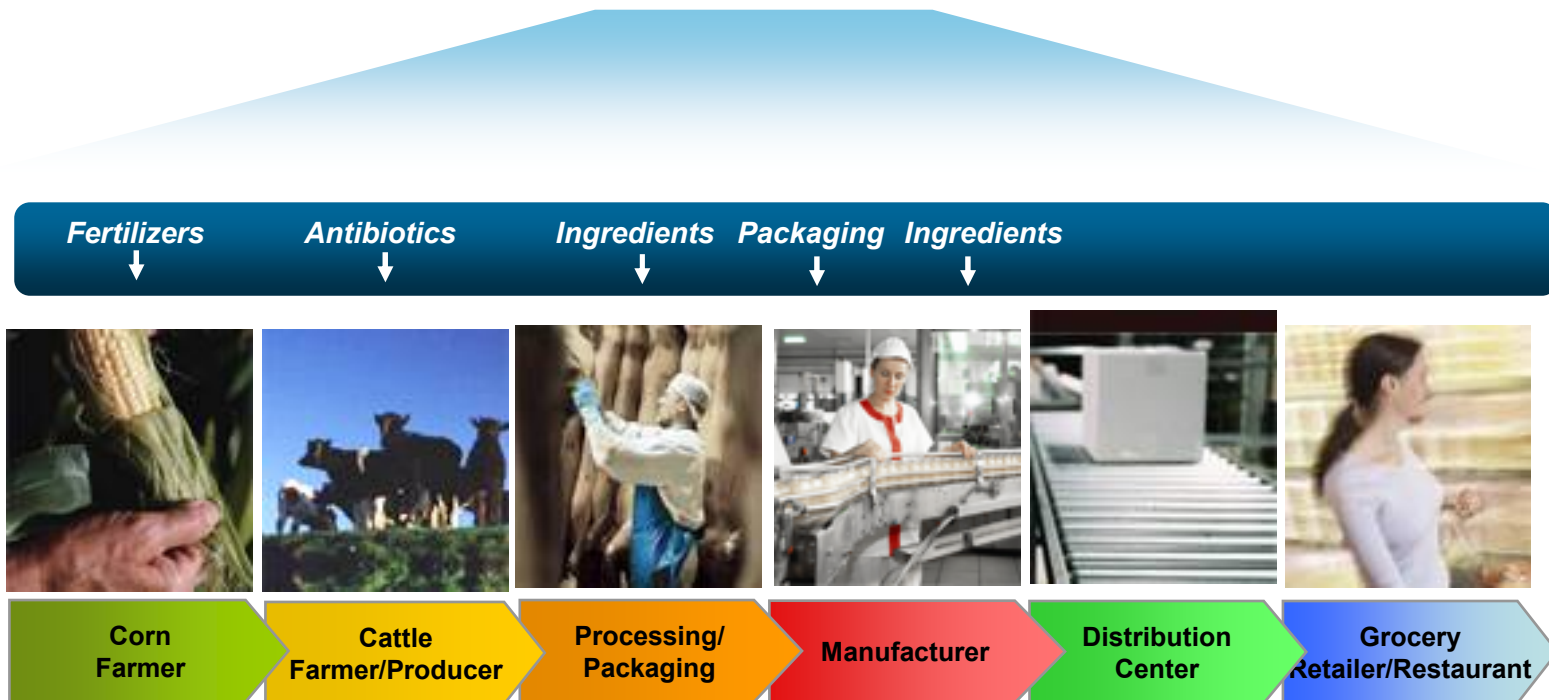 Fertilizers Antibiotics Ingredients Packaging Ingredients
Corn
Farmer
Cattle
Farmer/Producer
Processing/
Packaging
Manufacturer
Distribution
Center
Grocery
Retailer/Restaurant